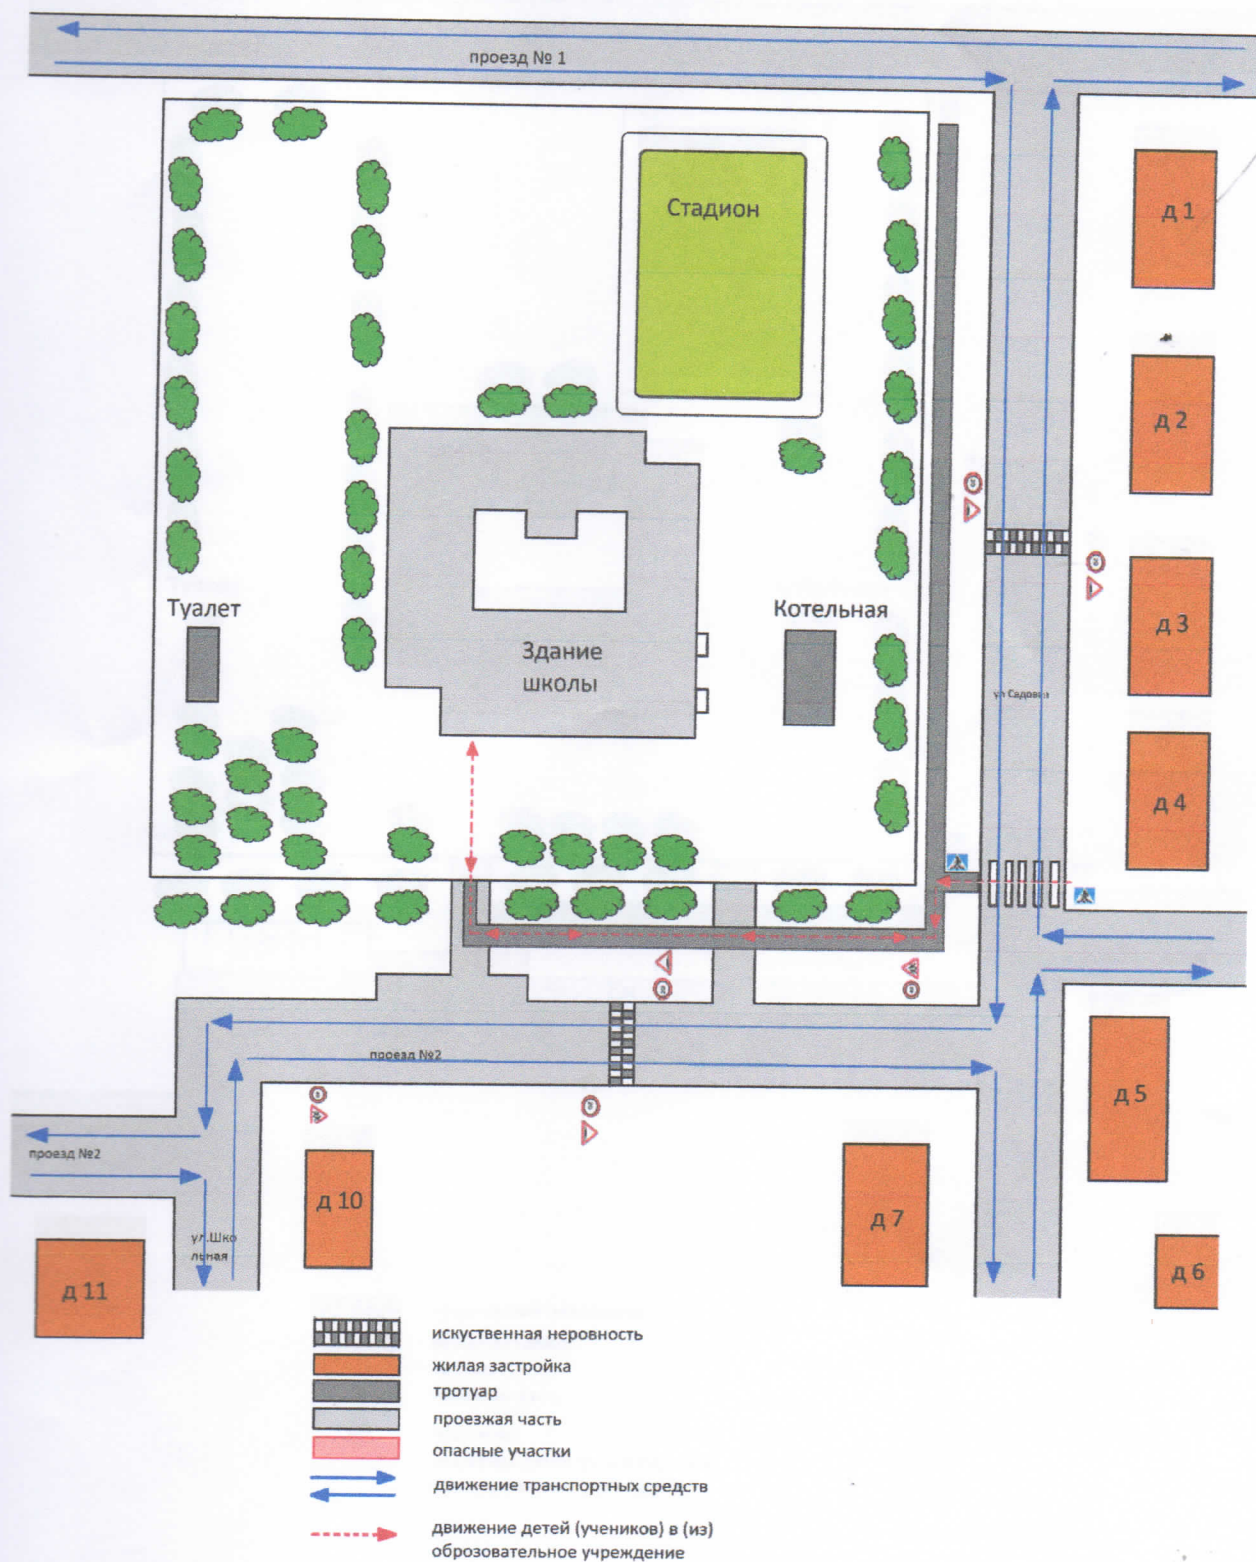 проезд № 1
Стадион
д 1
д 2
Туалет
Котельная
д 3
Здание
школы
ул Садовая
д 4
проезд №2
д 5
проезд №2
д 10
д 7
ул.Шко
льная
д 11
д 6
искуственная неровность
жилая застройка
тротуар
проезжая часть
опасные участки
движение транспортных средств
движение детей (учеников) в (из)
оброзовательное учреждение